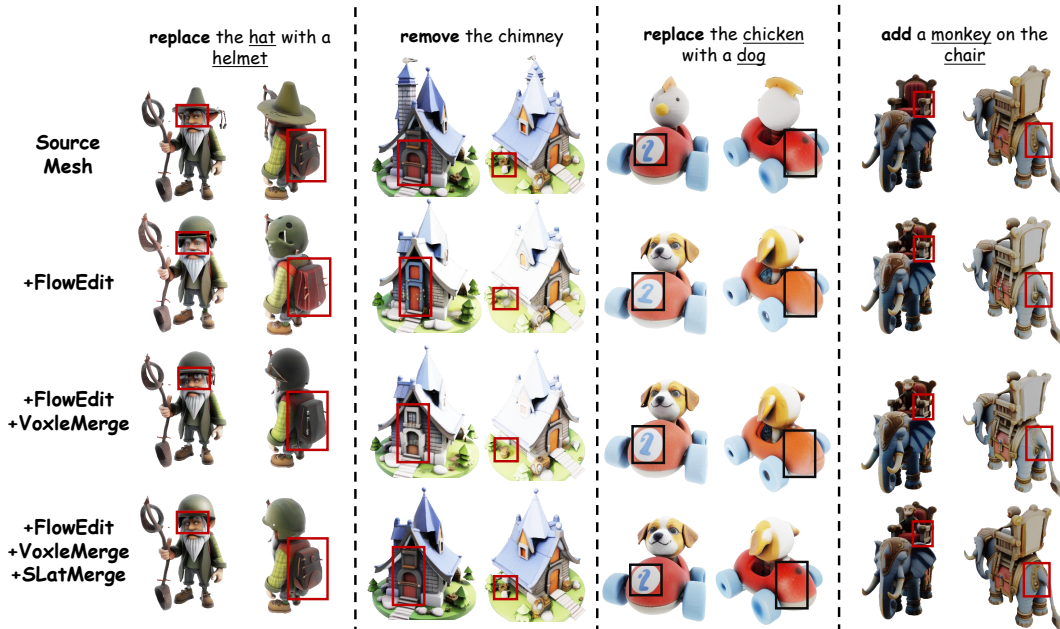 replace the hat with a
helmet
remove the chimney
replace the chicken
with a dog
add a monkey on the
chair
Source
Mesh
2
+FlowEdit
2
+FlowEdit
+VoxleMerge
2
+FlowEdit
+VoxleMerge
+SLatMerge
2